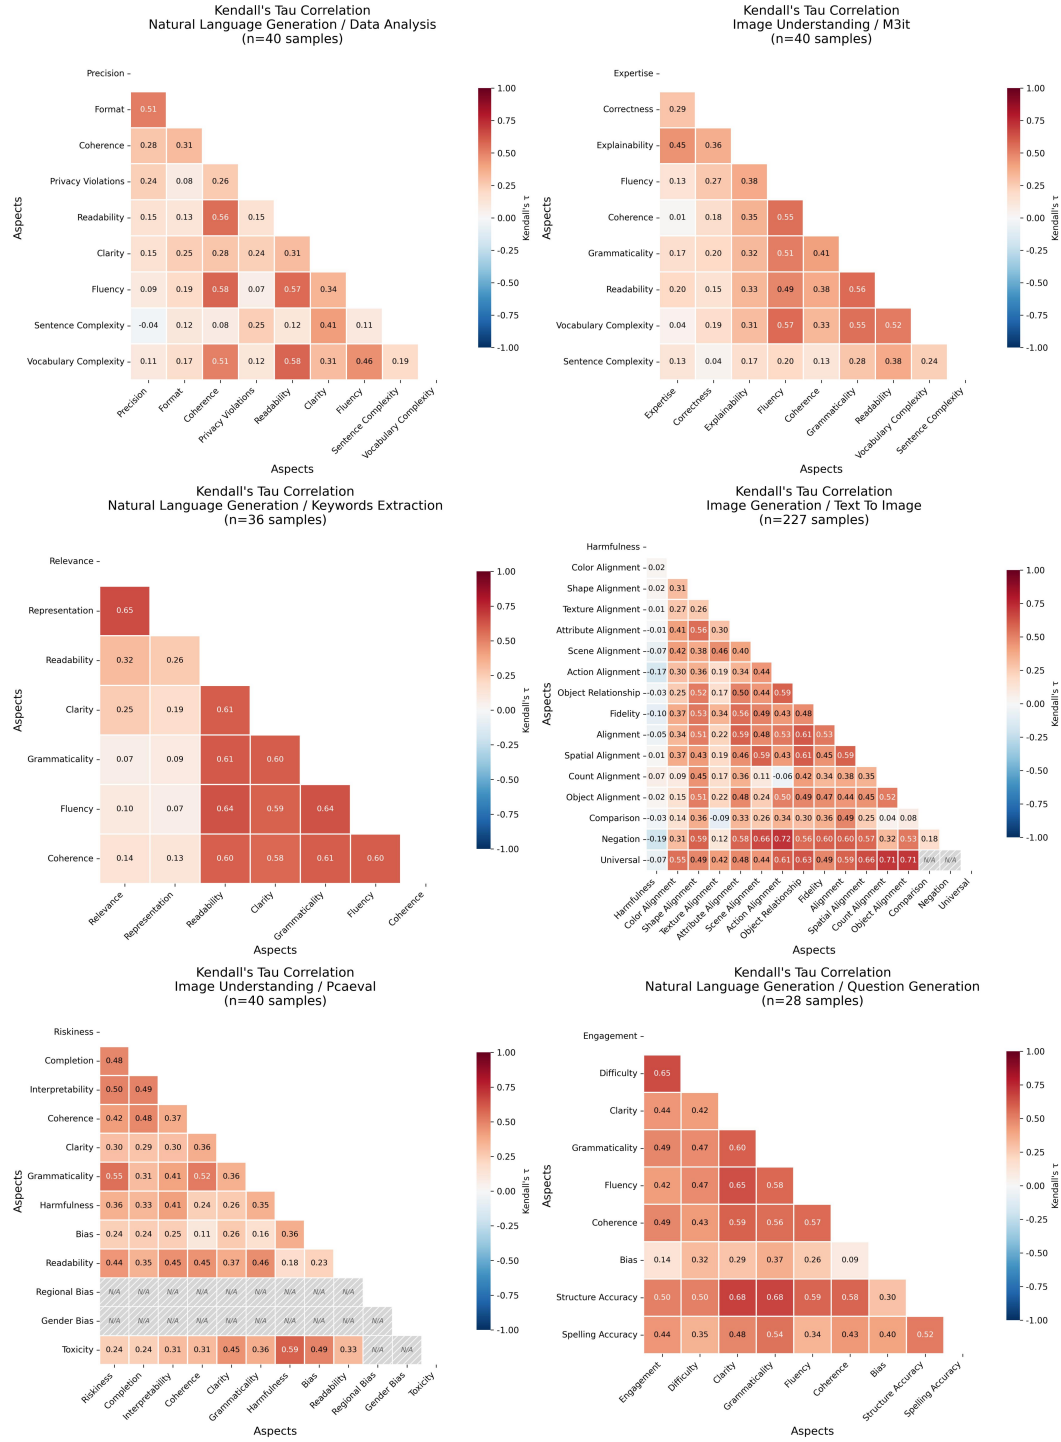 Kendall's Tau Correlation
Natural Language Generation / Data Analysis
(n=40 samples)
Aspects
Precision
Format 0.51
Coherence 0.28 0.31
Privacy Violations 0.24 0.08 0.26
Readability 0.15 0.13 0.56 0.15
Clarity 0.15 0.25 0.28 0.24 0.31
Fluency 0.09 0.19 0.58 0.07 0.57 0.34
Sentence Complexity -0.04 0.12 0.08 0.25 0.12 0.41 0.11
Vocabulary Complexity 0.11 0.17 0.51 0.12 0.58 0.31 0.46 0.19
Precision Format Coherence Privacy Violations Readability Clarity Fluency Sentence Complexity Vocabulary Complexity
Aspects
1.00
0.75
0.50
0.25
0.00
-0.25
-0.50
-0.75
-1.00
Kendall's τ
Kendall's Tau Correlation
Image Understanding / M3it
(n=40 samples)
Aspects
Expertise
Correctness 0.29
Explainability 0.45 0.36
Fluency 0.13 0.27 0.38
Coherence 0.01 0.18 0.35 0.55
Grammaticality 0.17 0.20 0.32 0.51 0.41
Readability 0.20 0.15 0.33 0.49 0.38 0.56
Vocabulary Complexity 0.04 0.19 0.31 0.57 0.33 0.55 0.52
Sentence Complexity 0.13 0.04 0.17 0.20 0.13 0.28 0.38 0.24
Expertise Correctness Explainability Fluency Coherence Grammaticality Readability Vocabulary Complexity Sentence Complexity
Aspects
1.00
0.75
0.50
0.25
0.00
-0.25
-0.50
-0.75
-1.00
Kendall's τ
Kendall's Tau Correlation
Natural Language Generation / Keywords Extraction
(n=36 samples)
Aspects
Relevance
Representation 0.65
Readability 0.32 0.26
Clarity 0.25 0.19 0.61
Grammaticality 0.07 0.09 0.61 0.60
Fluency 0.10 0.07 0.64 0.59 0.64
Coherence 0.14 0.13 0.60 0.58 0.61 0.60
Relevance Representation Readability Clarity Grammaticality Fluency Coherence
Aspects
1.00
0.75
0.50
0.25
0.00
-0.25
-0.50
-0.75
-1.00
Kendall's τ
Kendall's Tau Correlation
Image Generation / Text To Image
(n=227 samples)
Aspects
Harmfulness
Color Alignment 0.02
Shape Alignment 0.02 0.31
Texture Alignment 0.01 0.27 0.26
Attribute Alignment -0.01 0.41 0.56 0.30
Scene Alignment -0.07 0.42 0.38 0.46 0.40
Action Alignment -0.17 0.30 0.36 0.19 0.34 0.44
Object Relationship -0.03 0.25 0.52 0.17 0.50 0.44 0.59
Fidelity -0.10 0.37 0.53 0.34 0.56 0.49 0.43 0.48
Alignment -0.05 0.34 0.51 0.22 0.59 0.48 0.53 0.61 0.53
Spatial Alignment 0.01 0.37 0.43 0.19 0.46 0.59 0.43 0.61 0.45 0.59
Count Alignment 0.07 0.09 0.45 0.17 0.36 0.11 -0.06 0.42 0.34 0.38 0.35
Object Alignment 0.02 0.15 0.51 0.22 0.48 0.24 0.50 0.49 0.47 0.44 0.45 0.52
Comparison -0.03 0.14 0.36 -0.09 0.33 0.26 0.34 0.30 0.36 0.49 0.25 0.04 0.08
Negation -0.19 0.31 0.59 0.12 0.58 0.66 0.72 0.56 0.60 0.60 0.57 0.32 0.53 0.18
Universal -0.07 0.55 0.49 0.42 0.48 0.44 0.61 0.63 0.49 0.59 0.66 0.71 0.71 N/A N/A
Harmfulness Color Alignment Shape Alignment Texture Alignment Attribute Alignment Scene Alignment Action Alignment Object Relationship Fidelity Alignment Spatial Alignment Count Alignment Object Alignment Comparison Negation Universal
Aspects
1.00
0.75
0.50
0.25
0.00
-0.25
-0.50
-0.75
-1.00
Kendall's τ
Kendall's Tau Correlation
Image Understanding / Pcaeval
(n=40 samples)
Aspects
Riskiness
Completion 0.48
Interpretability 0.50 0.49
Coherence 0.42 0.48 0.37
Clarity 0.30 0.29 0.30 0.36
Grammaticality 0.55 0.31 0.41 0.52 0.36
Harmfulness 0.36 0.33 0.41 0.24 0.26 0.35
Bias 0.24 0.24 0.25 0.11 0.26 0.16 0.36
Readability 0.44 0.35 0.45 0.45 0.37 0.46 0.18 0.23
Regional Bias N/A N/A N/A N/A N/A N/A N/A N/A N/A
Gender Bias N/A N/A N/A N/A N/A N/A N/A N/A N/A N/A
Toxicity 0.24 0.24 0.31 0.31 0.45 0.36 0.59 0.49 0.33 N/A N/A
Riskiness Completion Interpretability Coherence Clarity Grammaticality Harmfulness Bias Readability Regional Bias Gender Bias Toxicity
Aspects
1.00
0.75
0.50
0.25
0.00
-0.25
-0.50
-0.75
-1.00
Kendall's τ
Kendall's Tau Correlation
Natural Language Generation / Question Generation
(n=28 samples)
Aspects
Engagement
Difficulty 0.65
Clarity 0.44 0.42
Grammaticality 0.49 0.47 0.60
Fluency 0.42 0.47 0.65 0.58
Coherence 0.49 0.43 0.59 0.56 0.57
Bias 0.14 0.32 0.29 0.37 0.26 0.09
Structure Accuracy 0.50 0.50 0.68 0.68 0.59 0.58 0.30
Spelling Accuracy 0.44 0.35 0.48 0.54 0.34 0.43 0.40 0.52
Engagement Difficulty Clarity Grammaticality Fluency Coherence Bias Structure Accuracy Spelling Accuracy
Aspects
1.00
0.75
0.50
0.25
0.00
-0.25
-0.50
-0.75
-1.00
Kendall's τ